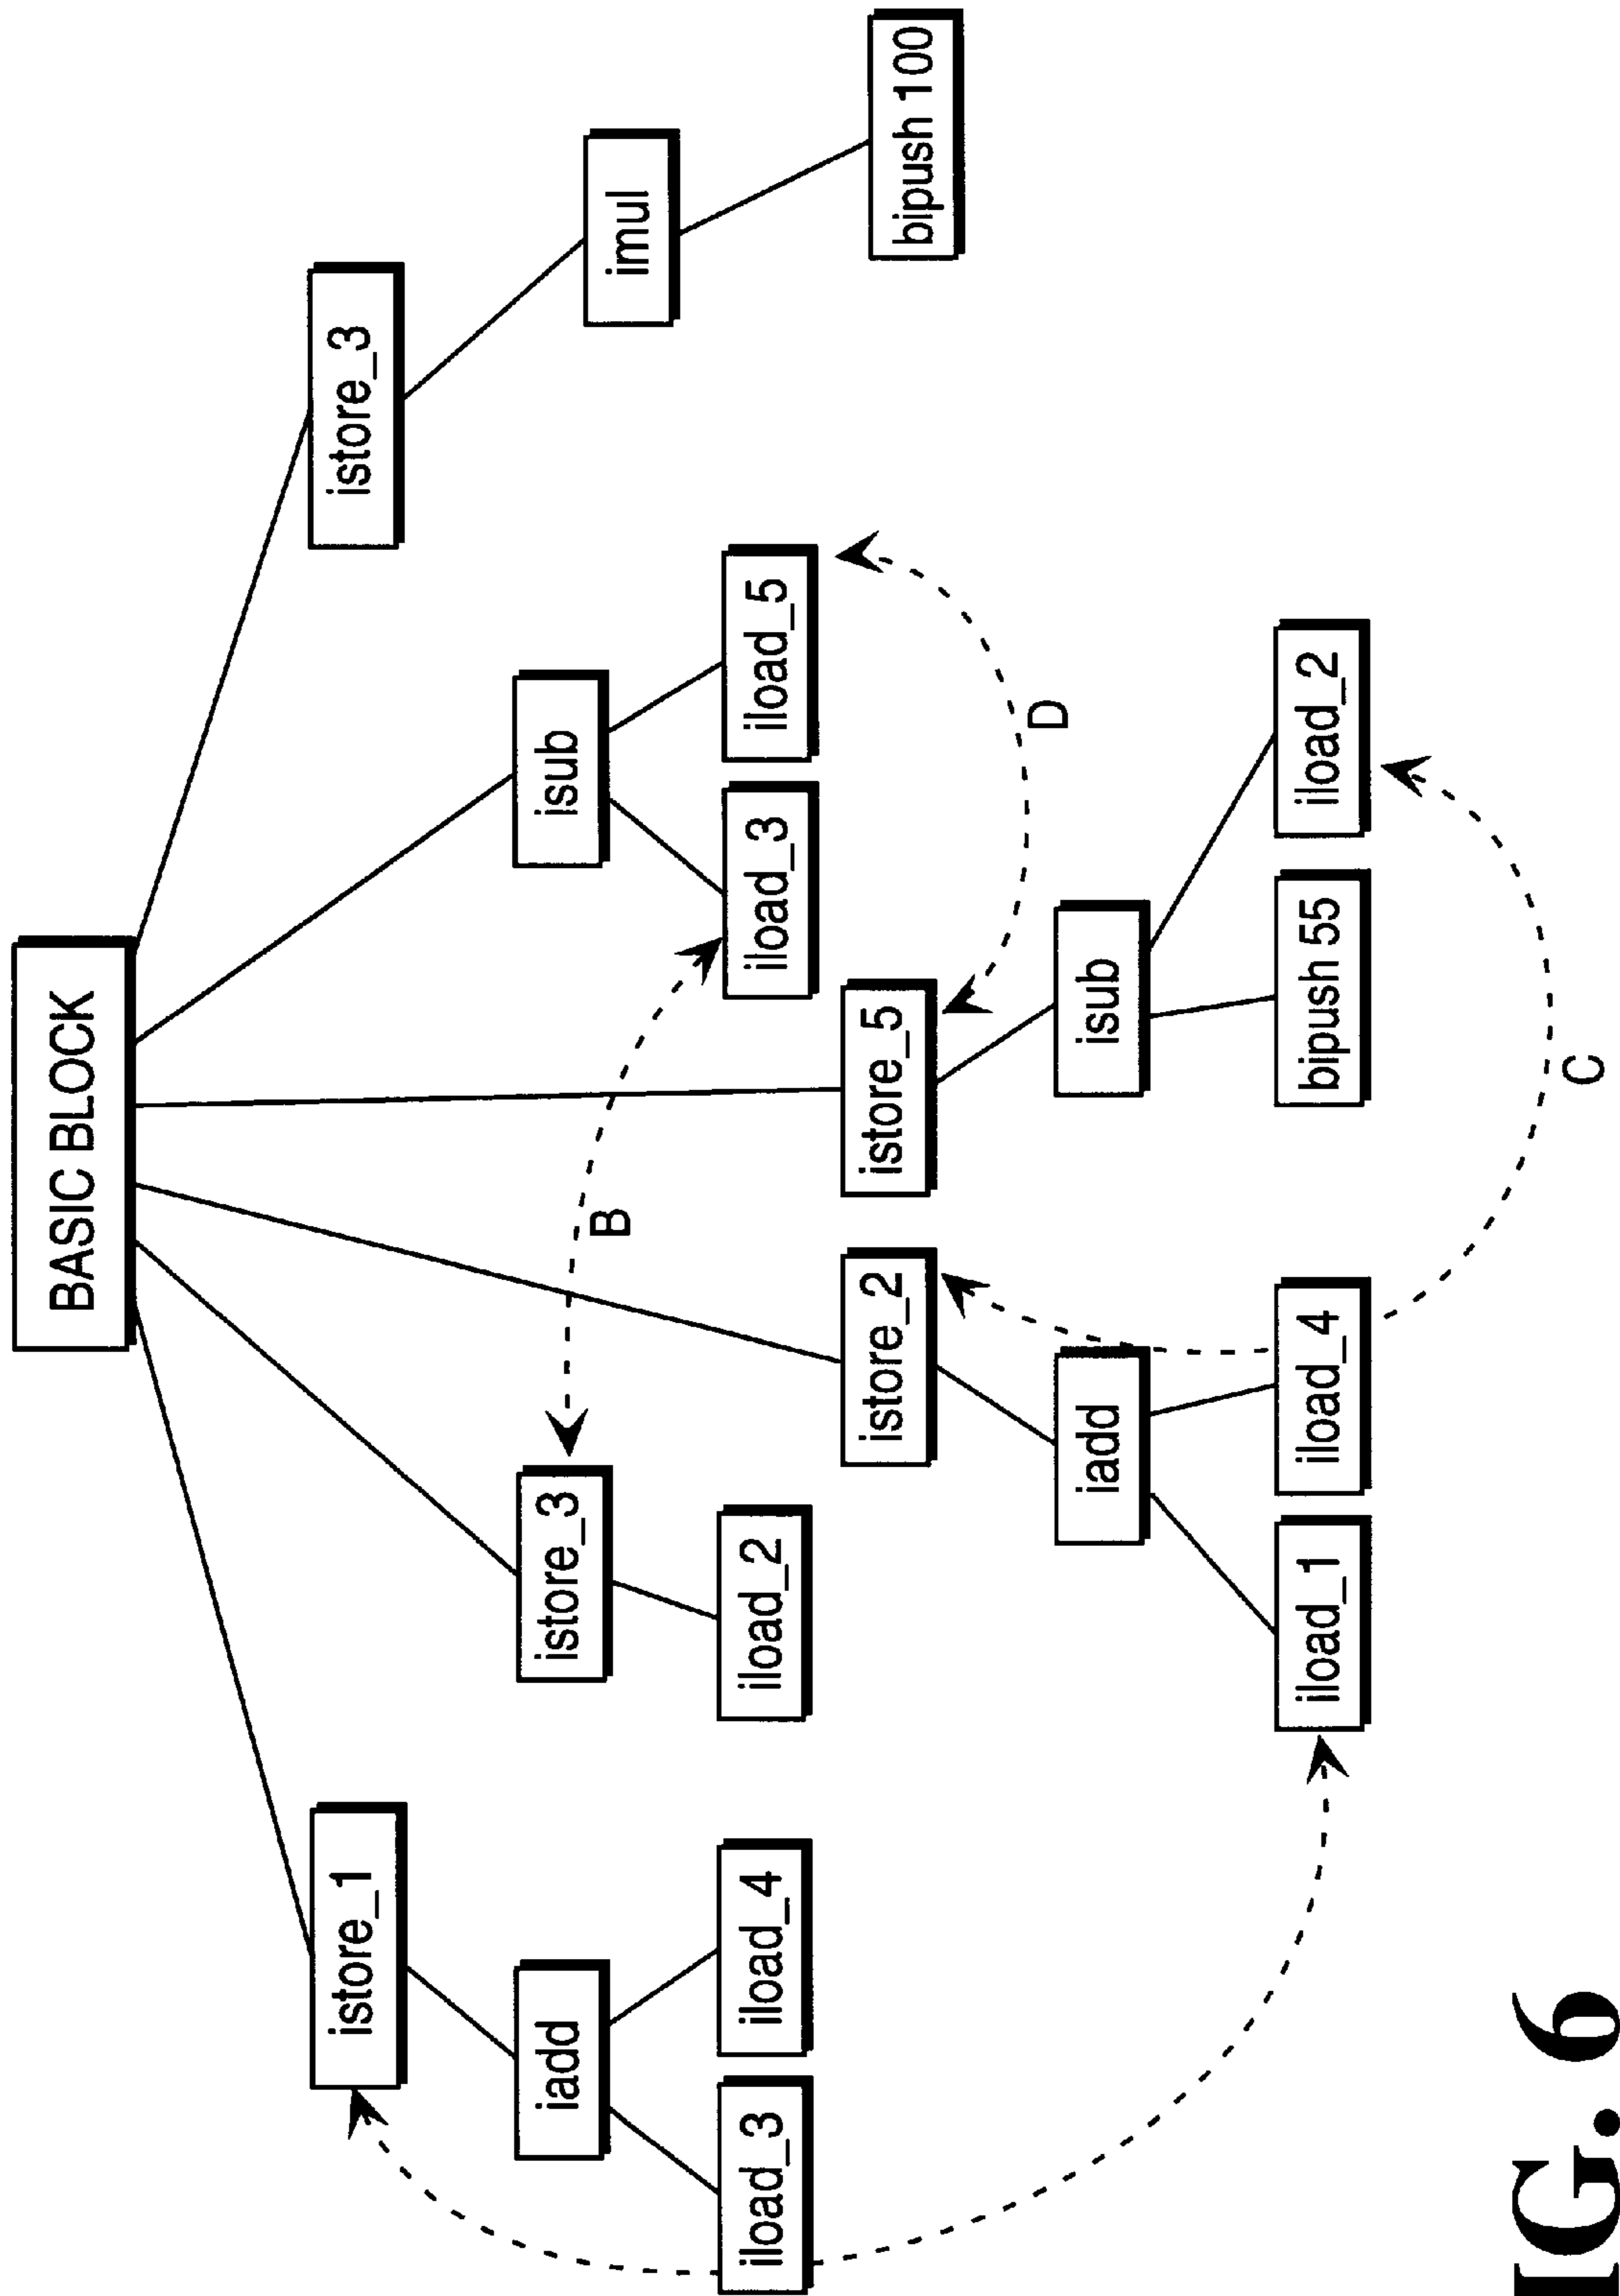 BASIC BLOCK
istore_1
istore_3
iadd
istore_3
isub
imul
iload_3
iload_4
iload_2
B
iload_3
iload_5
bipush 100
istore_2
istore_5
D
iadd
isub
iload_1
iload_4
bipush 55
iload_2
C
IG. 6